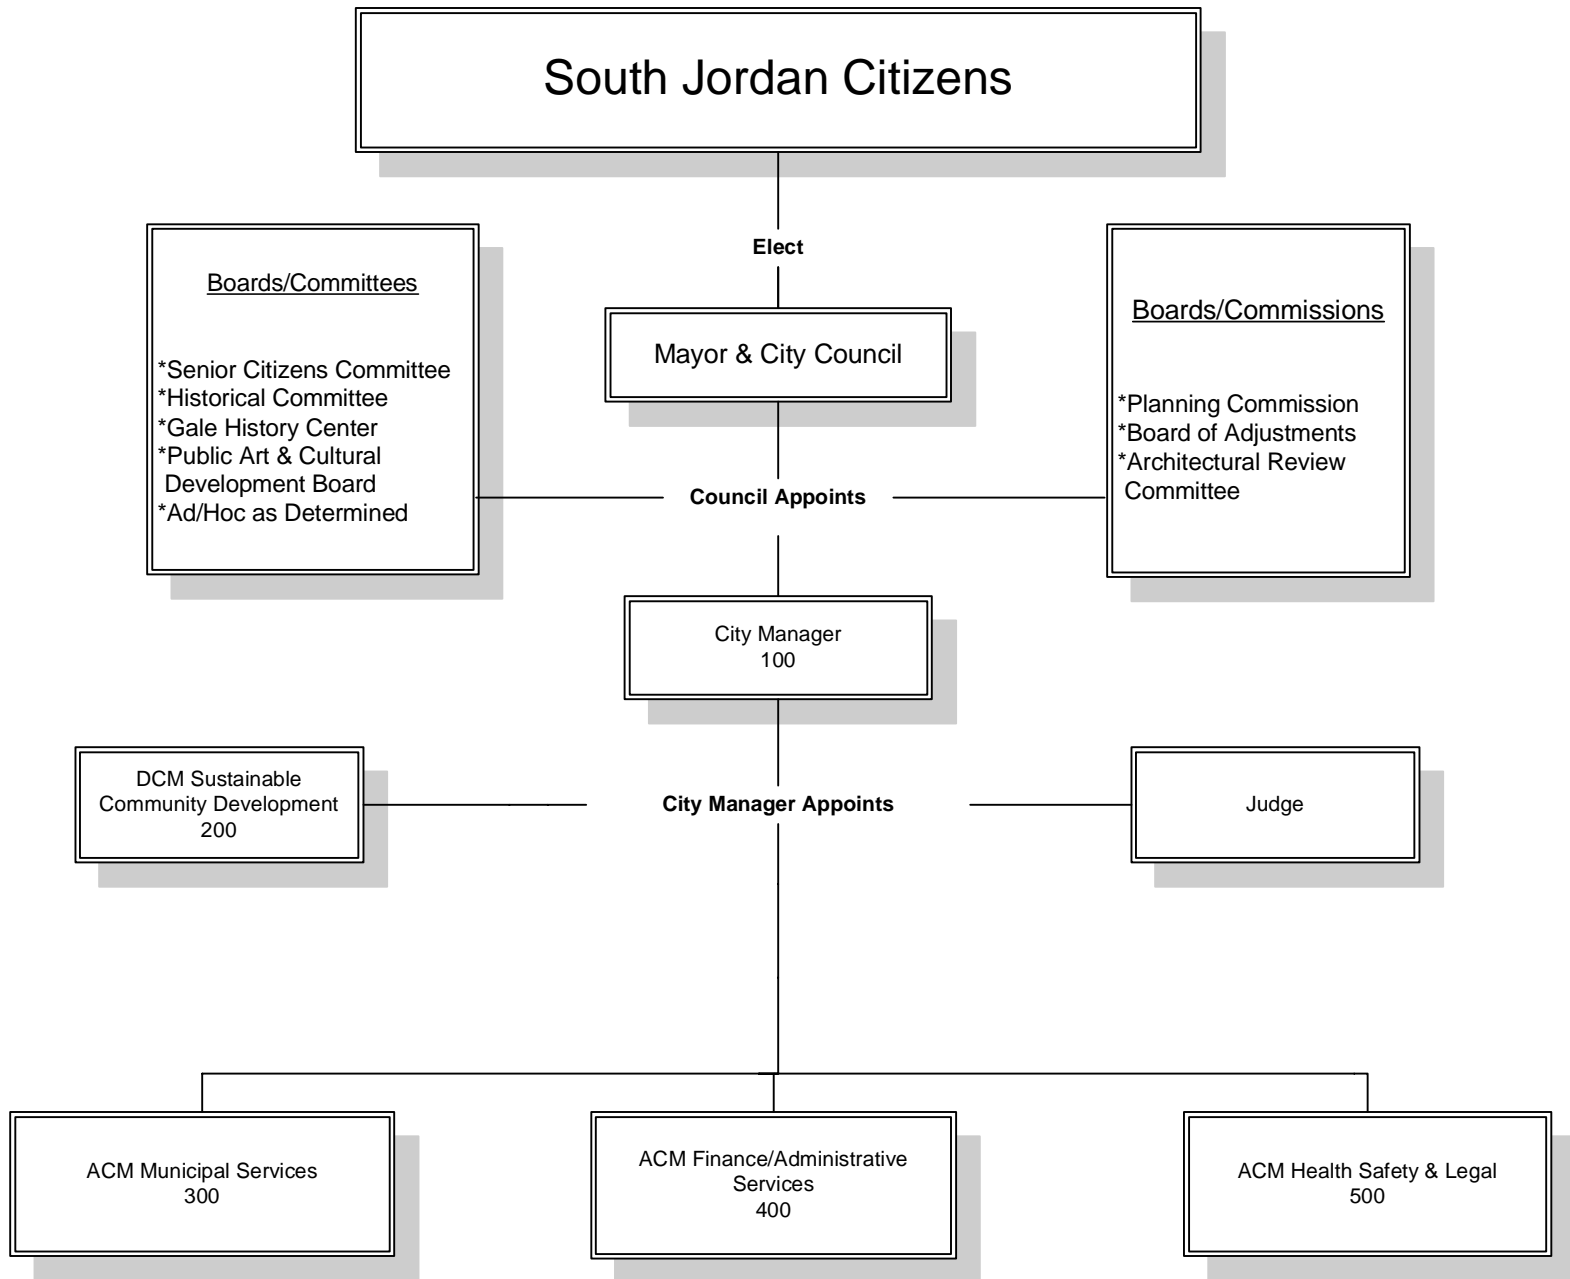 South Jordan Citizens
Elect
Boards/Committees
*Senior Citizens Committee
*Historical Committee
*Gale History Center
*Public Art & Cultural
Development Board
*Ad/Hoc as Determined
Mayor & City Council
Boards/Commissions
*Planning Commission
*Board of Adjustments
*Architectural Review
Committee
Council Appoints
City Manager
100
DCM Sustainable
Community Development
200
City Manager Appoints
Judge
ACM Municipal Services
300
ACM Finance/Administrative
Services
400
ACM Health Safety & Legal
500